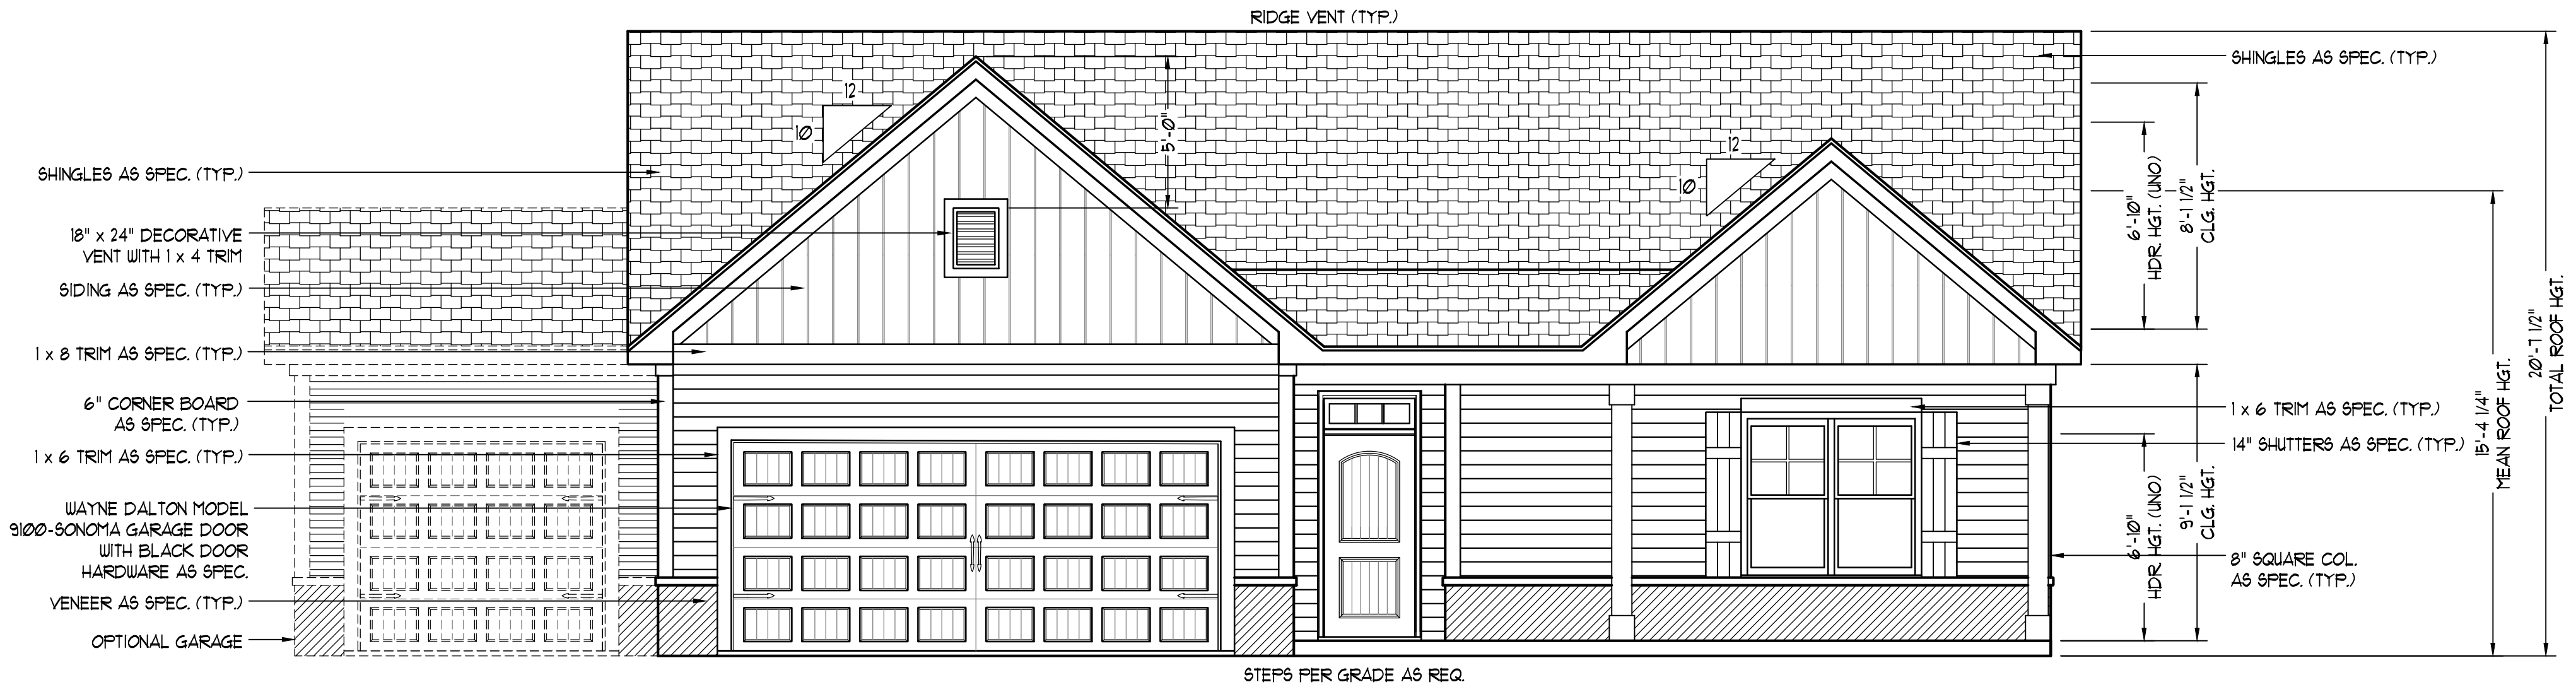 RIDGE VENT (TYP.)
SHINGLES AS SPEC. (TYP.)
12
10
5'-0"
12
10
SHINGLES AS SPEC. (TYP.)
18" x 24" DECORATIVE
VENT WITH 1 x 4 TRIM
SIDING AS SPEC. (TYP.)
1 x 8 TRIM AS SPEC. (TYP.)
6" CORNER BOARD
AS SPEC. (TYP.)
1 x 6 TRIM AS SPEC. (TYP.)
WAYNE DALTON MODEL
9100-SONOMA GARAGE DOOR
WITH BLACK DOOR
HARDWARE AS SPEC.
VENEER AS SPEC. (TYP.)
OPTIONAL GARAGE
6'-10"
HDR. HGT. (UNO)
8'-1 1/2"
CLG. HGT.
6'-10"
HDR. HGT. (UNO)
9'-1 1/2"
CLG. HGT.
1 x 6 TRIM AS SPEC. (TYP.)
14" SHUTTERS AS SPEC. (TYP.)
8" SQUARE COL.
AS SPEC. (TYP.)
15'-4 1/4"
MEAN ROOF HGT.
20'-7 1/2"
TOTAL ROOF HGT.
STEPS PER GRADE AS REQ.